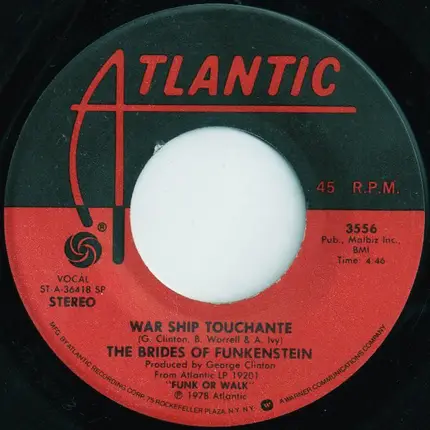 ATLANTIC
®
45 R.P.M.
3556
Pub., Malbiz Inc.,
BMI
Time: 4:46
VOCAL
ST A-36418 SP
STEREO
WAR SHIP TOUCHANTE
(G. Clinton, B. Worrell & A. Ivy)
THE BRIDES OF FUNKENSTEIN
Produced by George Clinton
From Atlantic LP 19201
"FUNK OR WALK"
℗ 1978 Atlantic
MFG. BY ATLANTIC RECORDING CORP., 75 ROCKEFELLER PLAZA, N.Y. N.Y.
W
A WARNER COMMUNICATIONS COMPANY